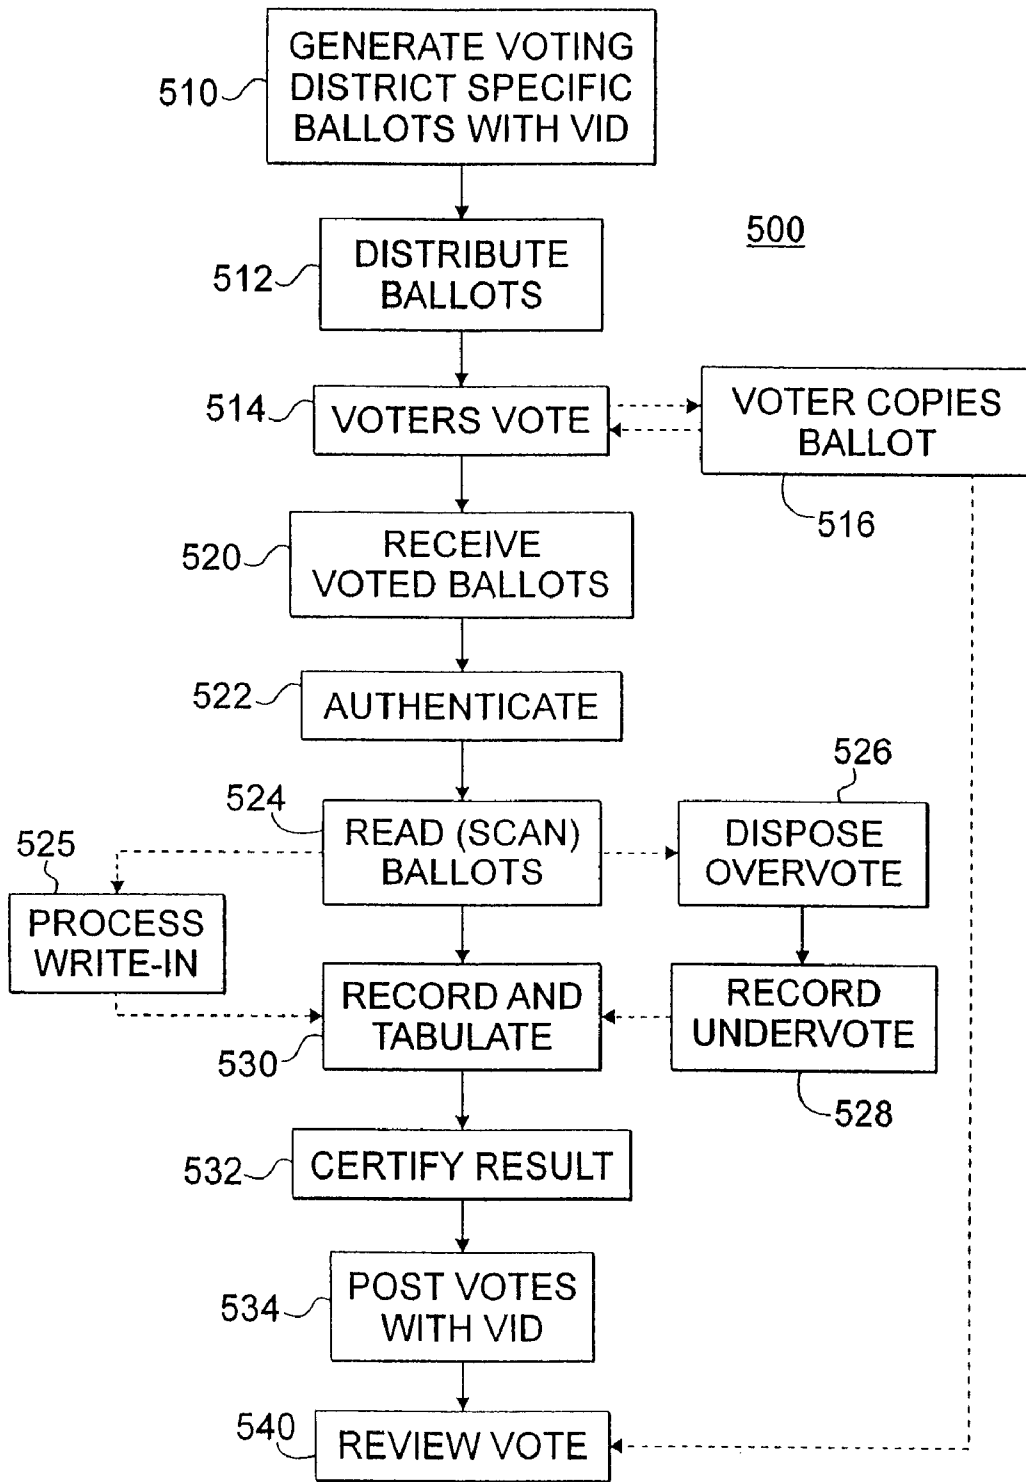 GENERATE VOTING
DISTRICT SPECIFIC
BALLOTS WITH VID
510
500
DISTRIBUTE
BALLOTS
512
514
VOTERS VOTE
VOTER COPIES
BALLOT
516
520
RECEIVE
VOTED BALLOTS
522
AUTHENTICATE
526
524
READ (SCAN)
BALLOTS
DISPOSE
OVERVOTE
525
PROCESS
WRITE-IN
RECORD AND
TABULATE
530
RECORD
UNDERVOTE
528
532
CERTIFY RESULT
534
POST VOTES
WITH VID
540
REVIEW VOTE